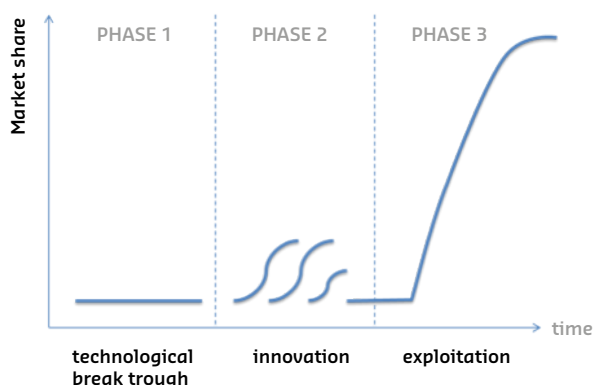 Market share
PHASE 1
PHASE 2
PHASE 3
time
technological
break trough
innovation
exploitation